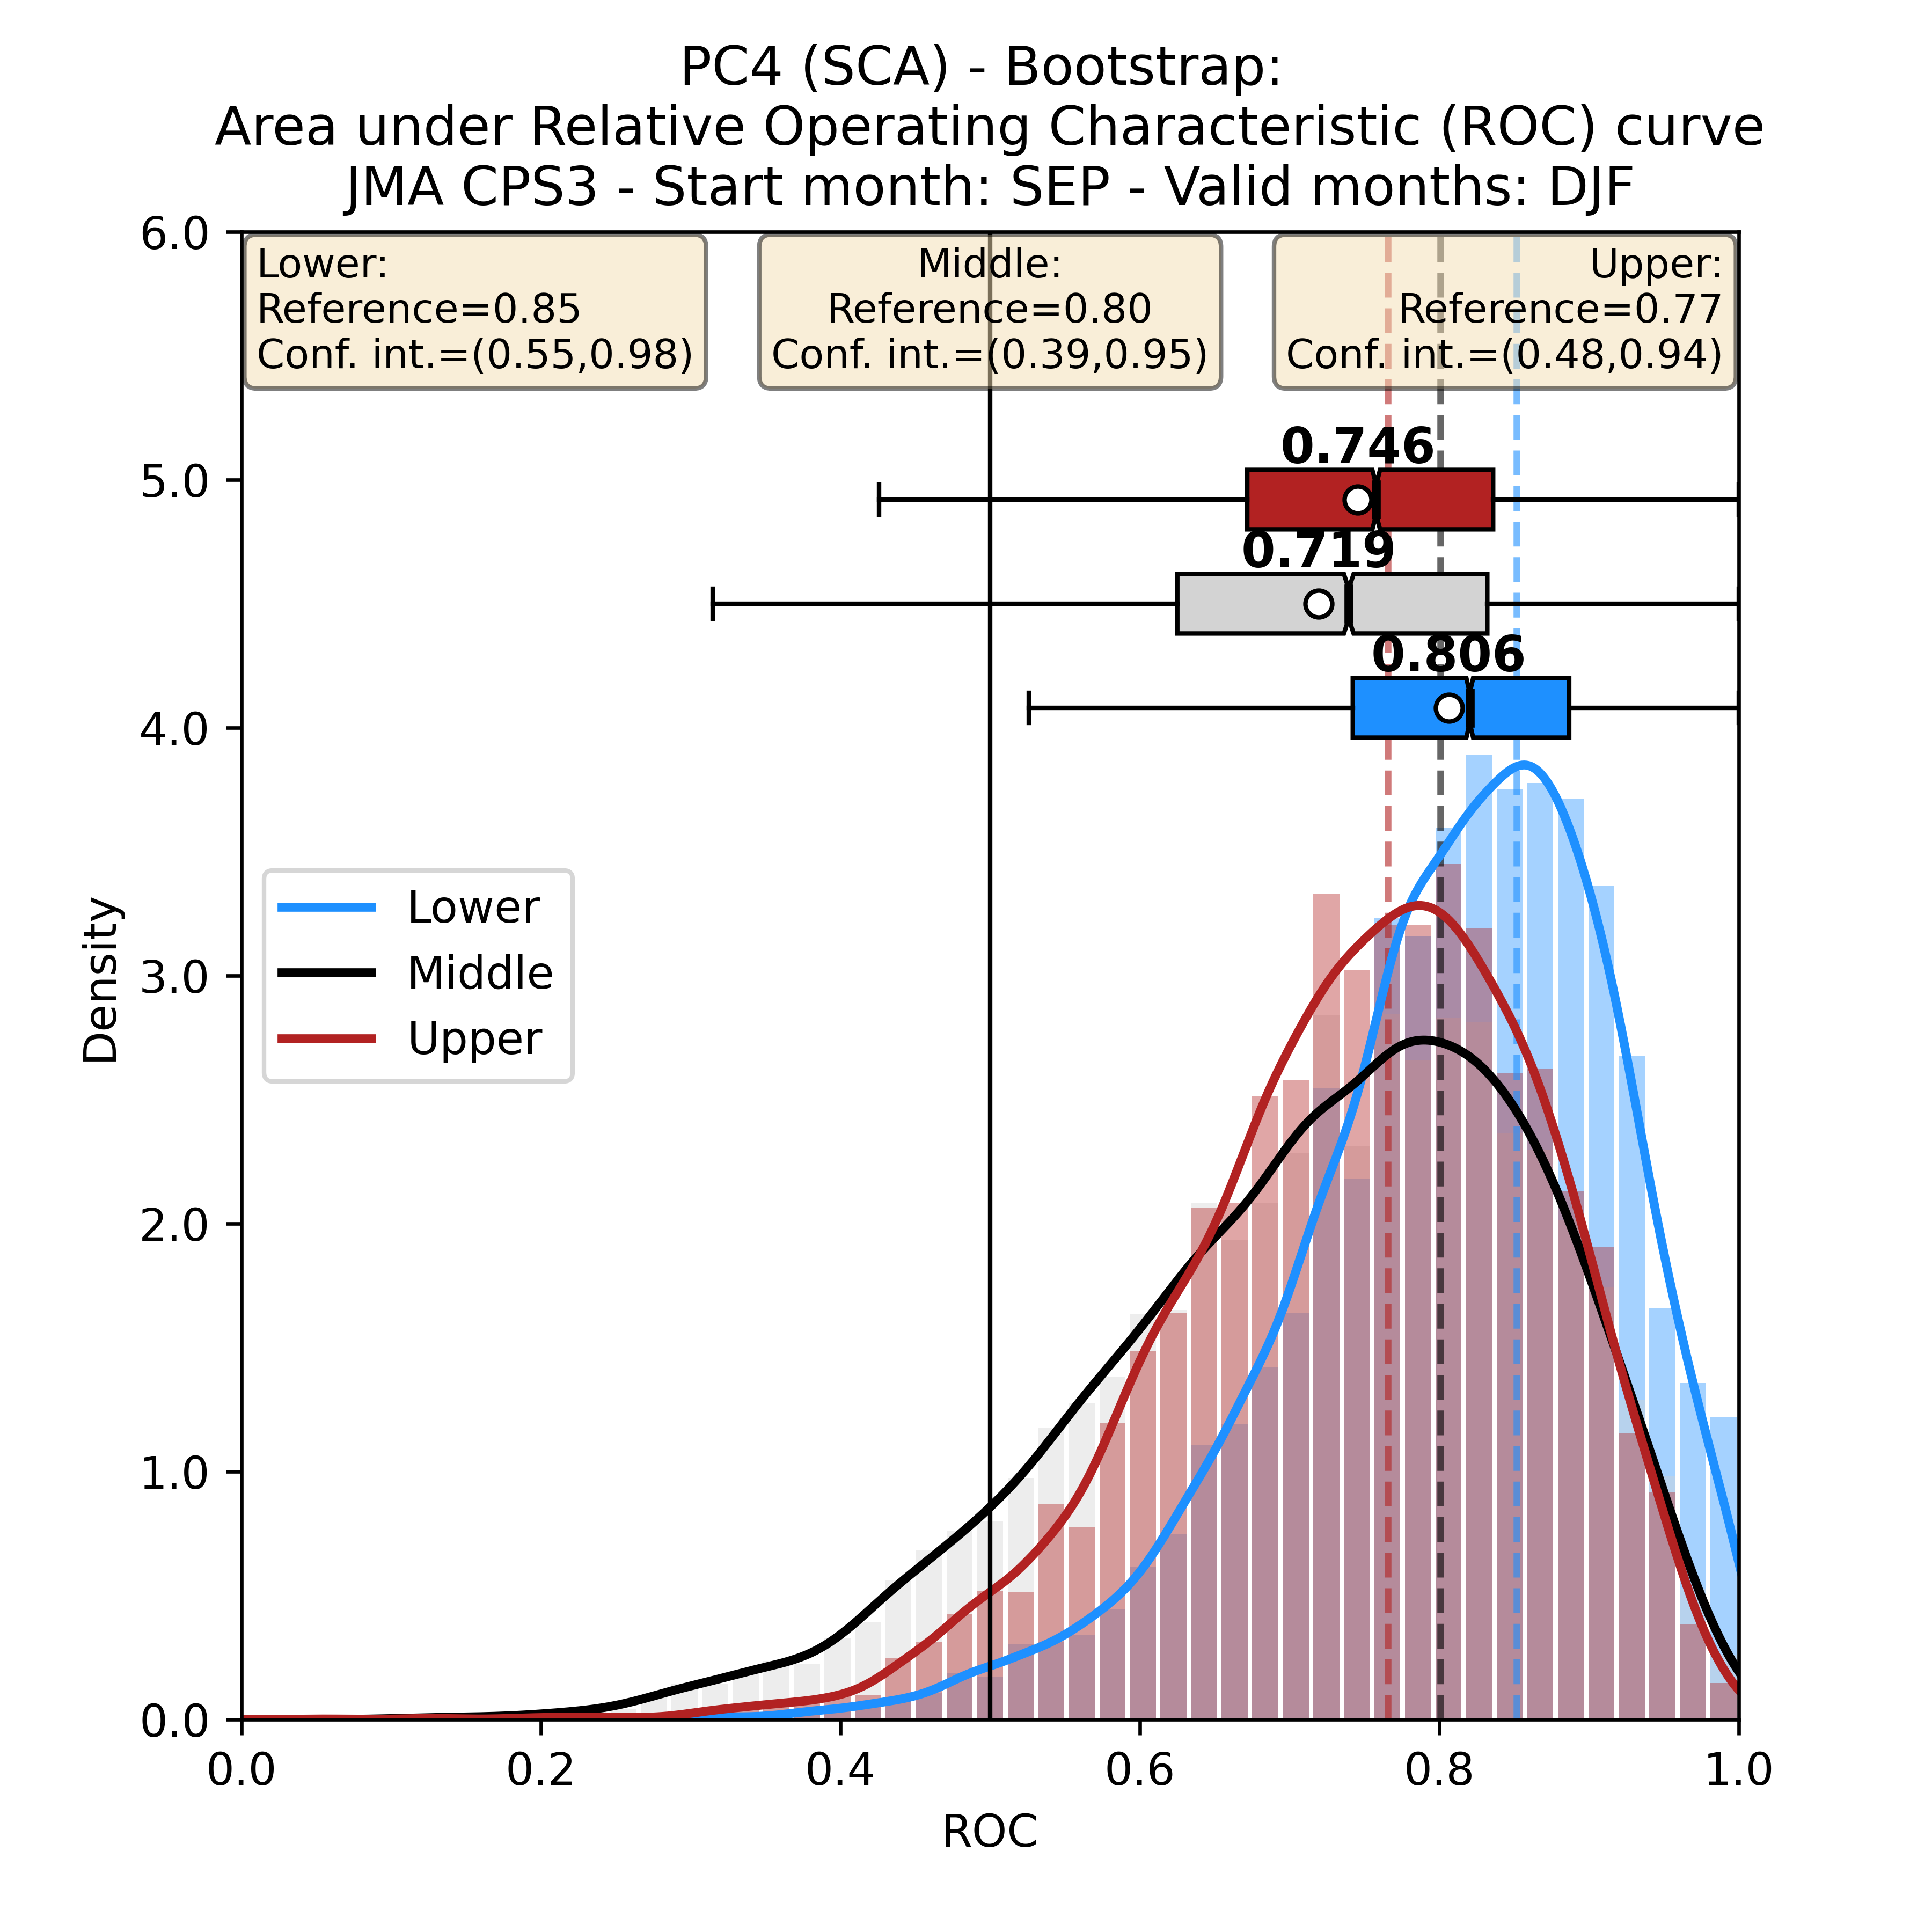 PC4 (SCA) - Bootstrap:
Area under Relative Operating Characteristic (ROC) curve
JMA CPS3 - Start month: SEP - Valid months: DJF
Lower:
Reference=0.85
Conf. int.=(0.55,0.98)
Middle:
Reference=0.80
Conf. int.=(0.39,0.95)
Upper:
Reference=0.77
Conf. int.=(0.48,0.94)
0.746
0.719
0.806
Lower
Middle
Upper
Density
6.0
5.0
4.0
3.0
2.0
1.0
0.0
0.0 0.2 0.4 0.6 0.8 1.0
ROC